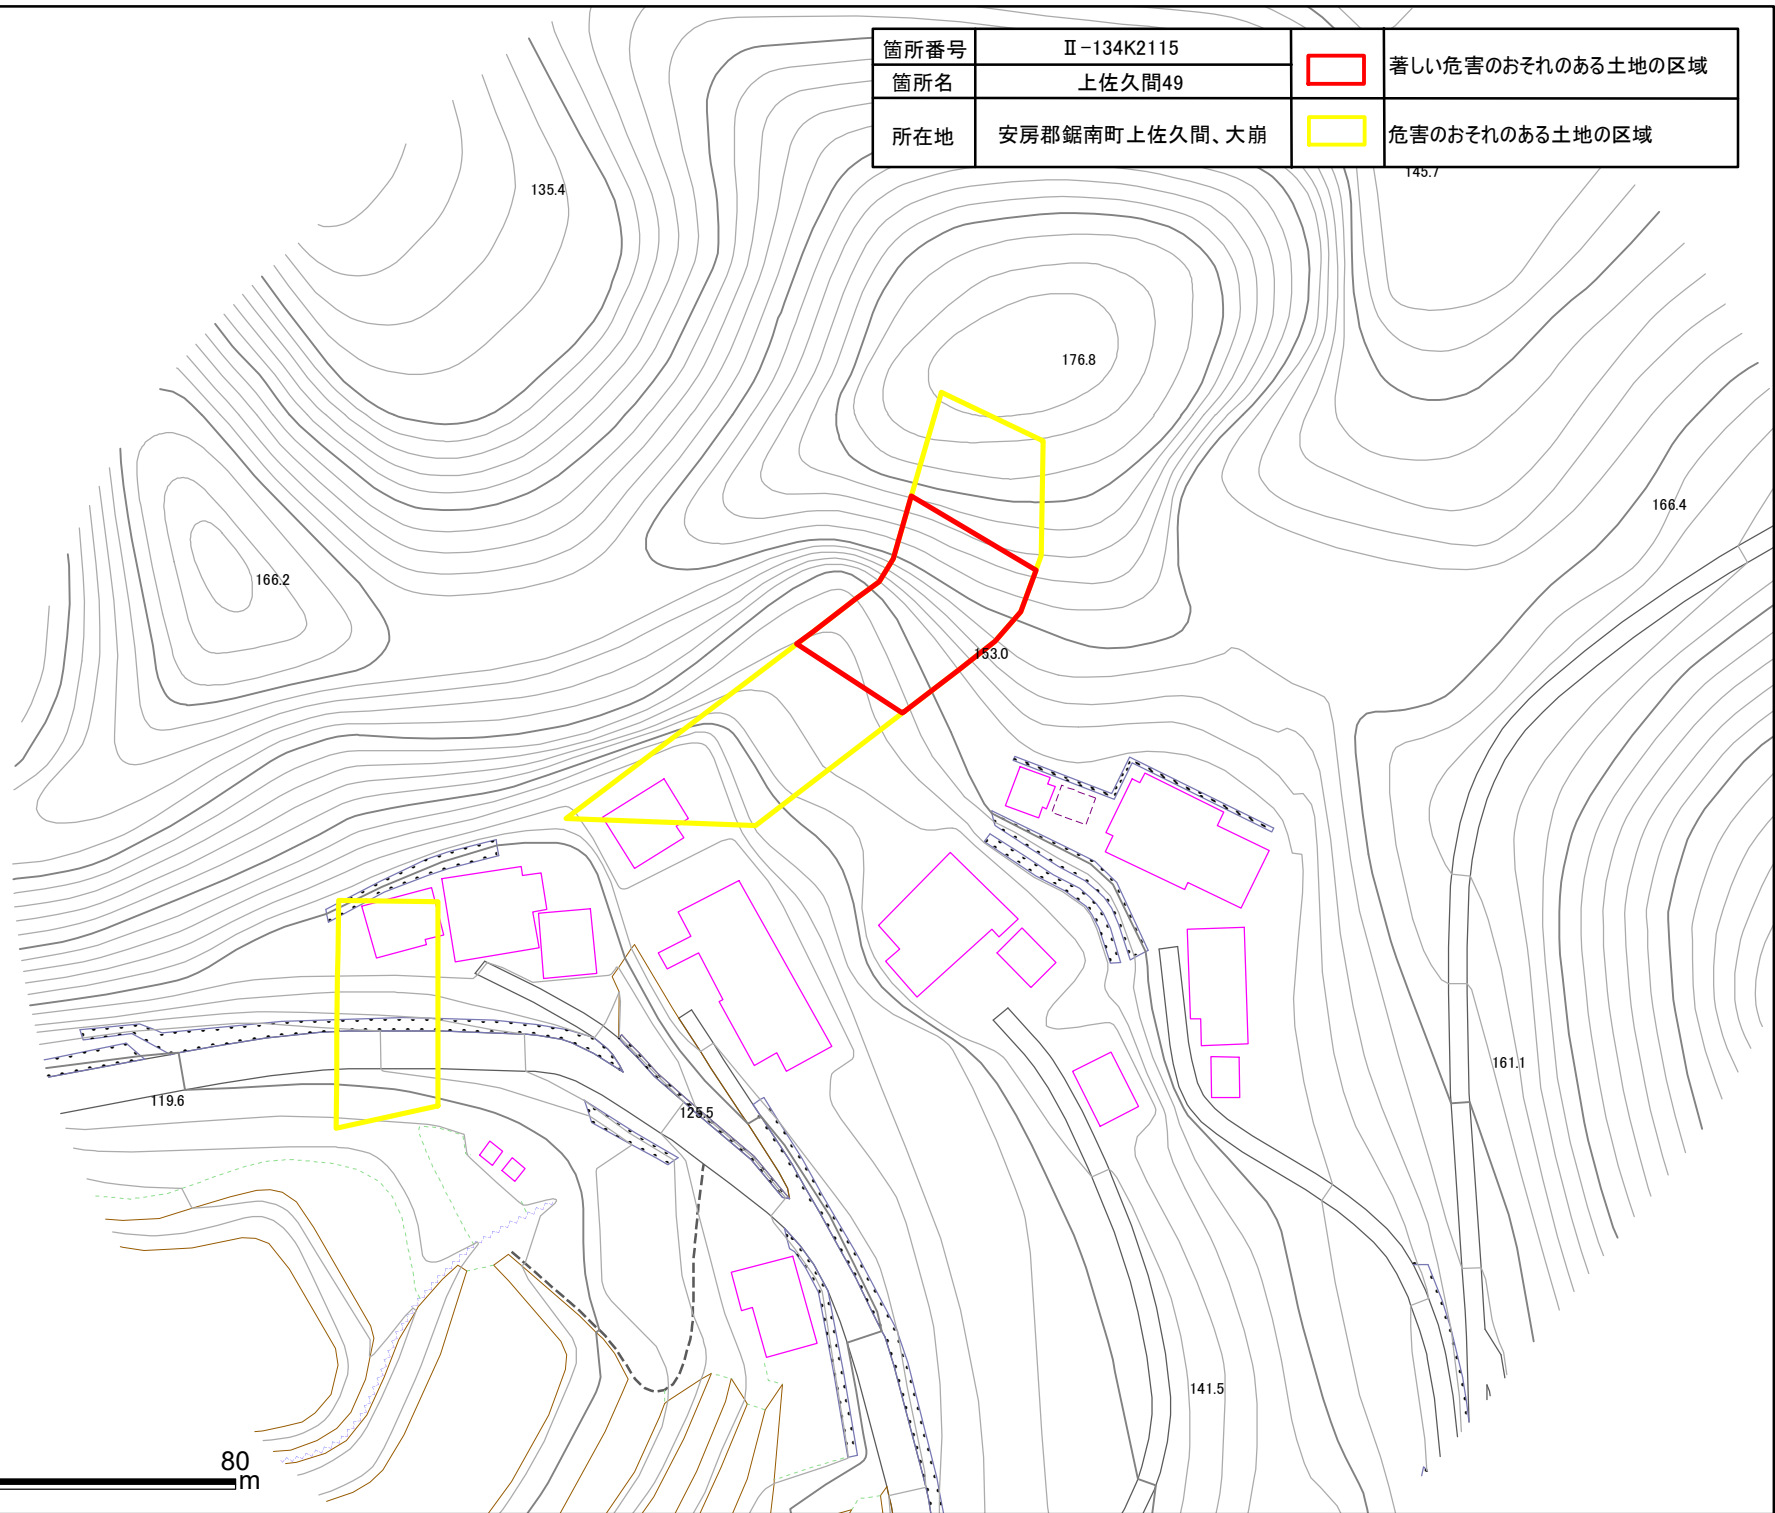 箇所番号 Ⅱ-134K2115
著しい危害のおそれのある土地の区域
箇所名 上佐久間49
所在地 安房郡鋸南町上佐久間、大崩
危害のおそれのある土地の区域
145.7
135.4
176.8
166.4
166.2
153.0
161.1
119.6
125.5
141.5
80
m